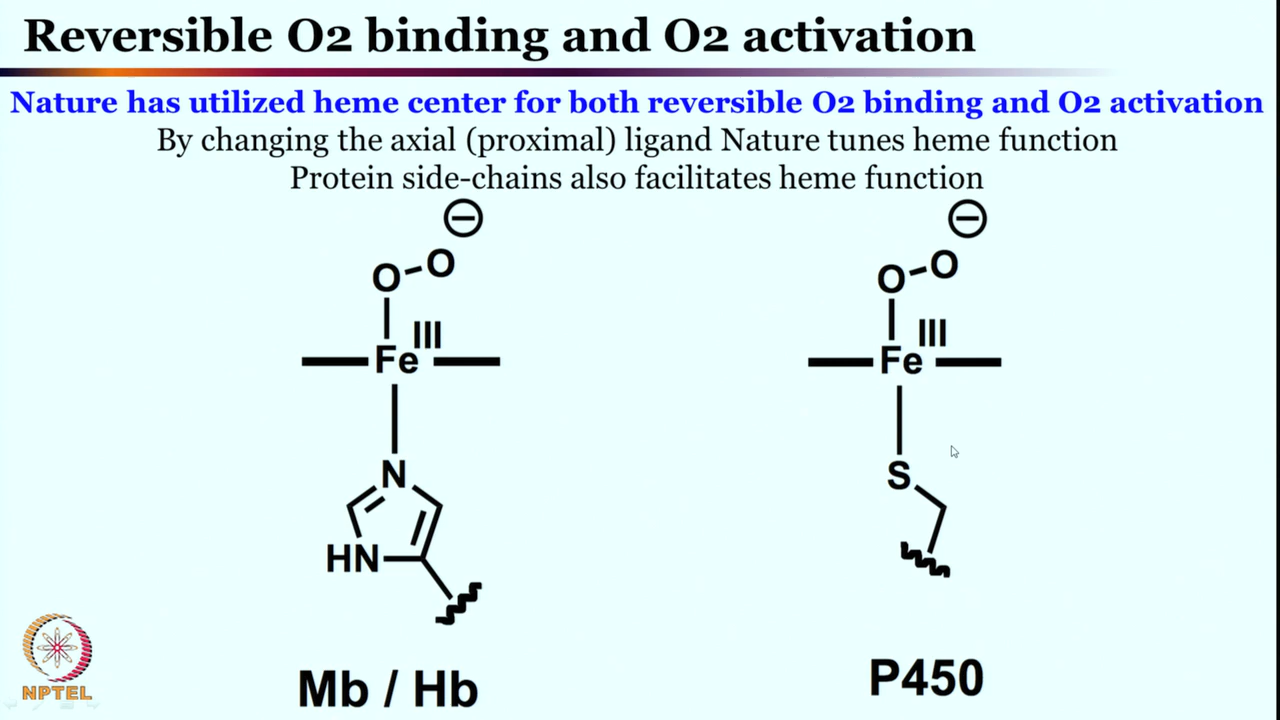 Reversible O2 binding and O2 activation
Nature has utilized heme center for both reversible O2 binding and O2 activation
By changing the axial (proximal) ligand Nature tunes heme function
Protein side-chains also facilitates heme function
O-O
III
Fe
N
HN
Mb / Hb
O-O
III
Fe
S
P450
NPTEL